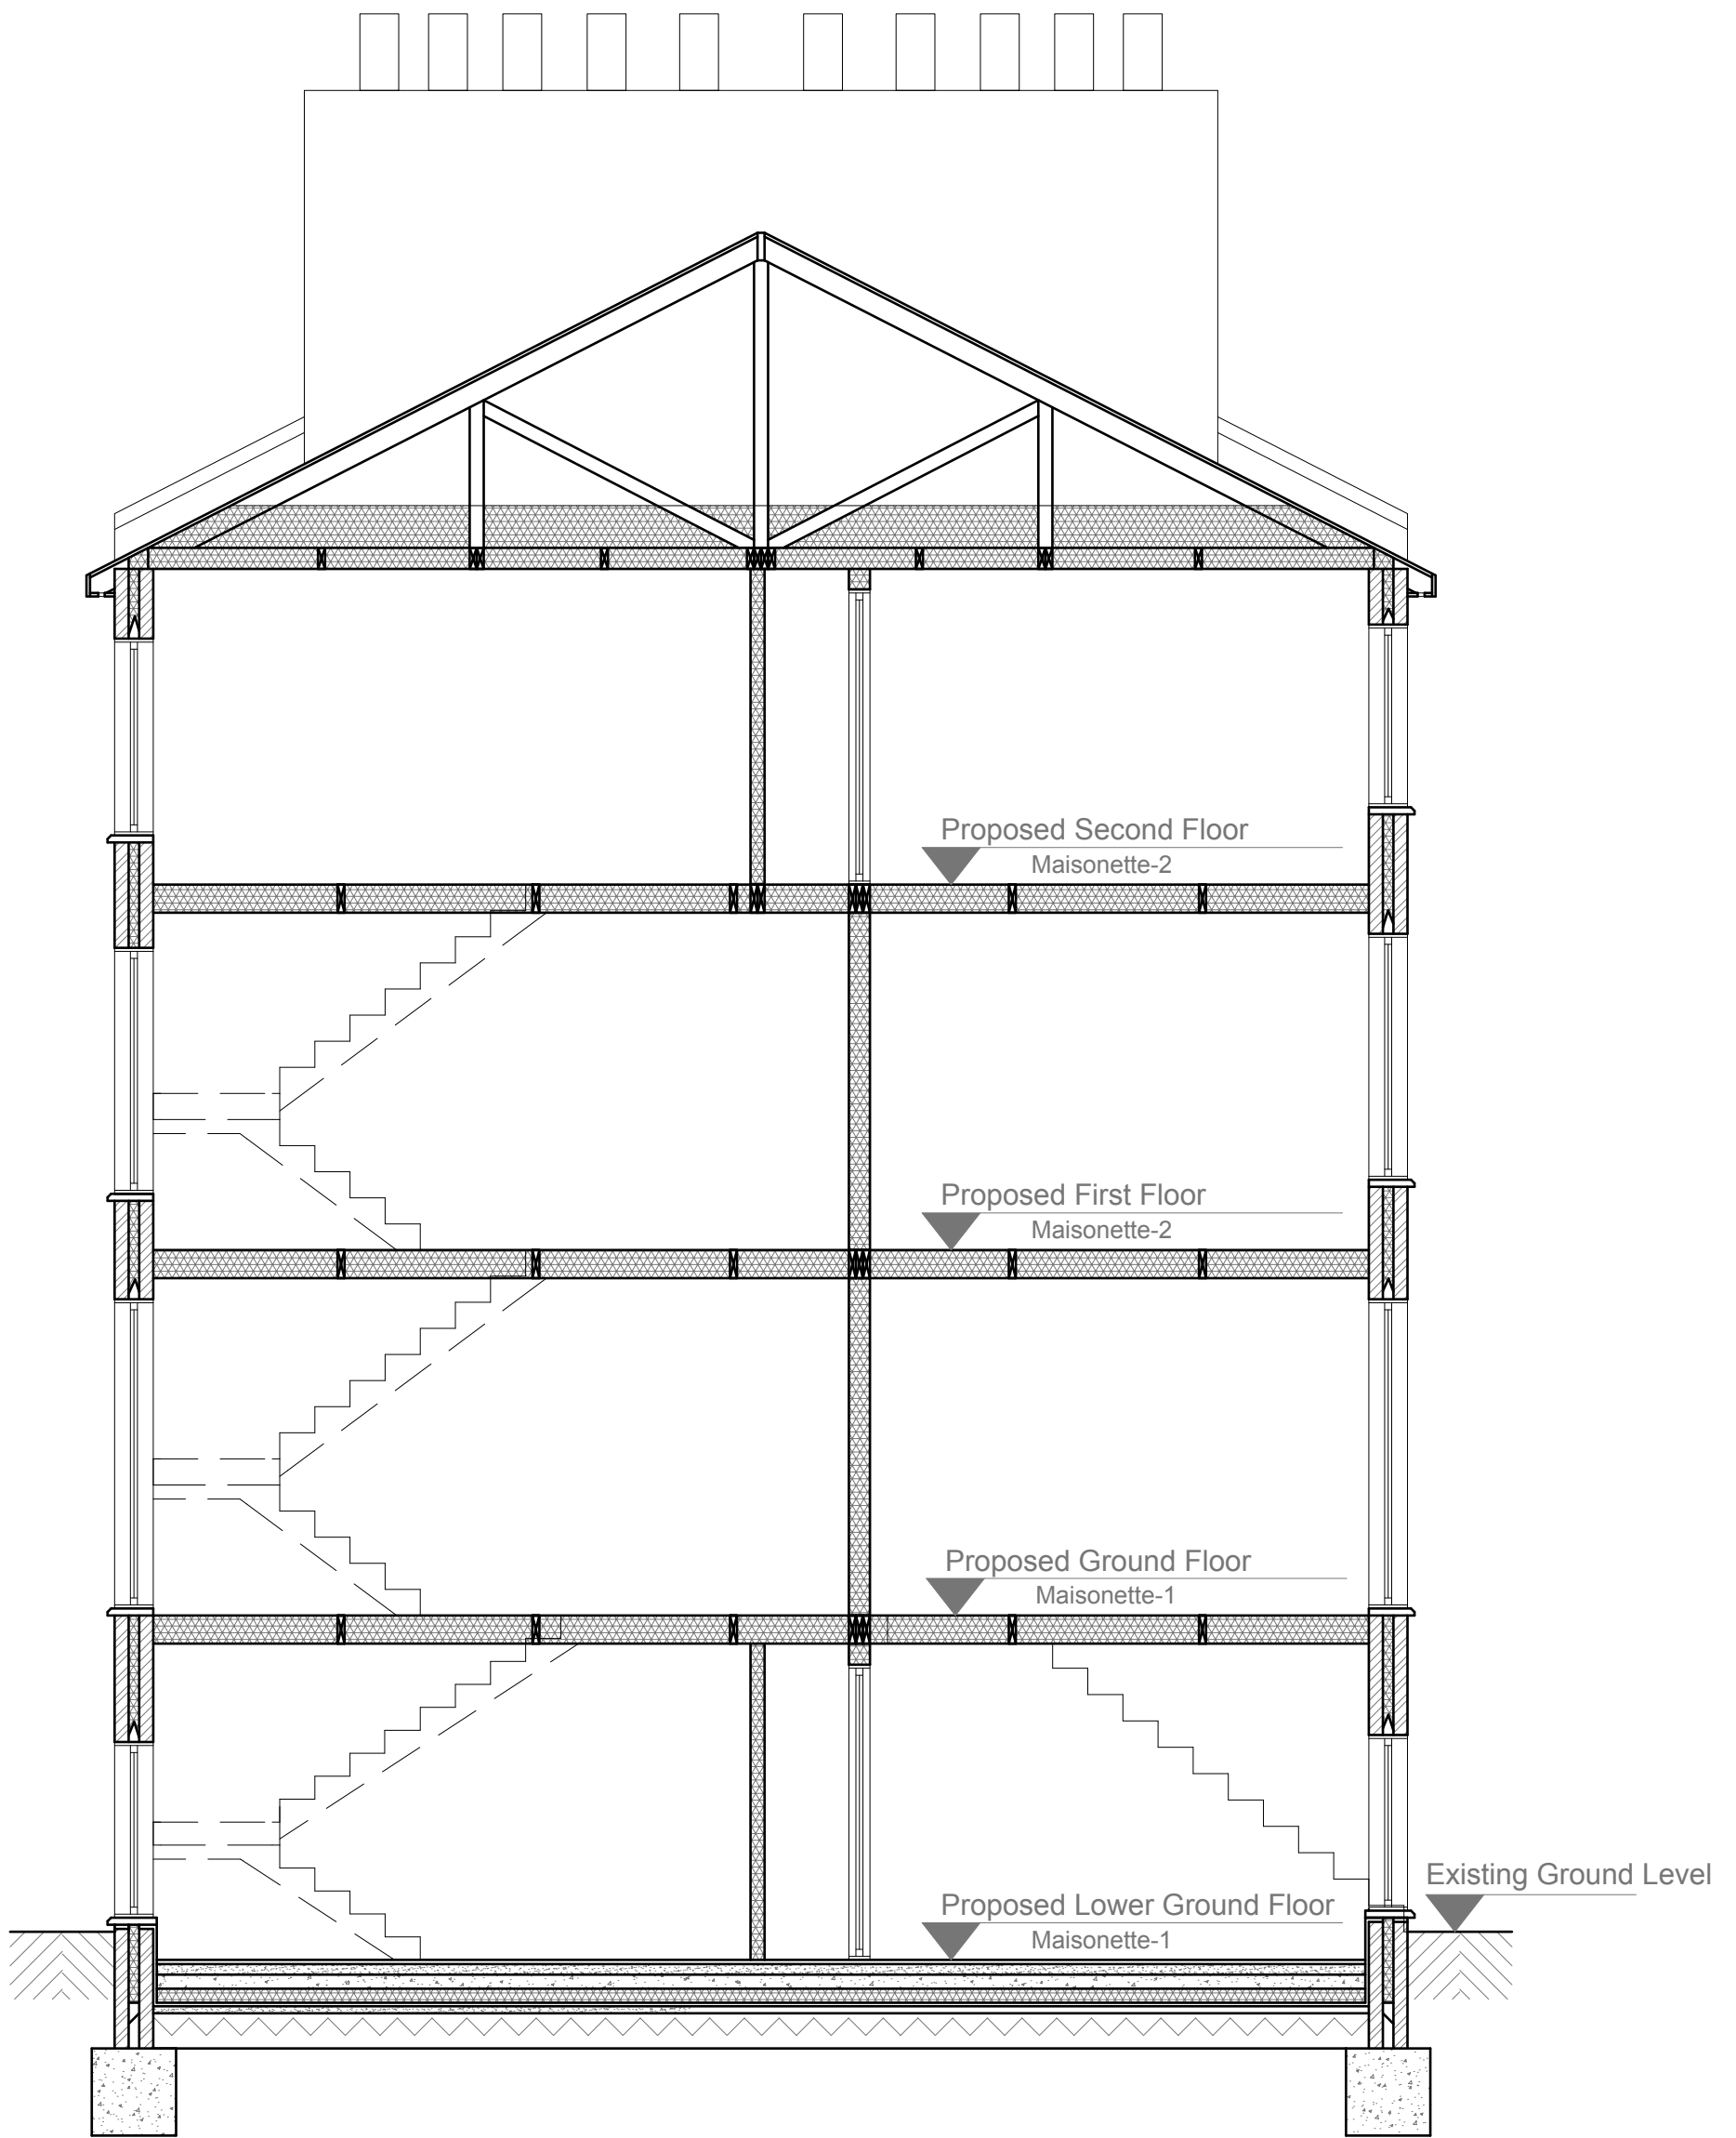 Proposed Second Floor
Maisonette-2
Proposed First Floor
Maisonette-2
Proposed Ground Floor
Maisonette-1
Existing Ground Level
Proposed Lower Ground Floor
Maisonette-1